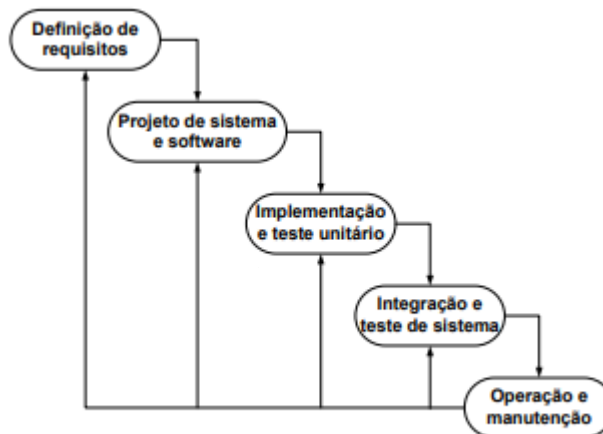 Definição de
requisitos
Projeto de sistema
e software
Implementação
e teste unitário
Integração e
teste de sistema
Operação e
manutenção